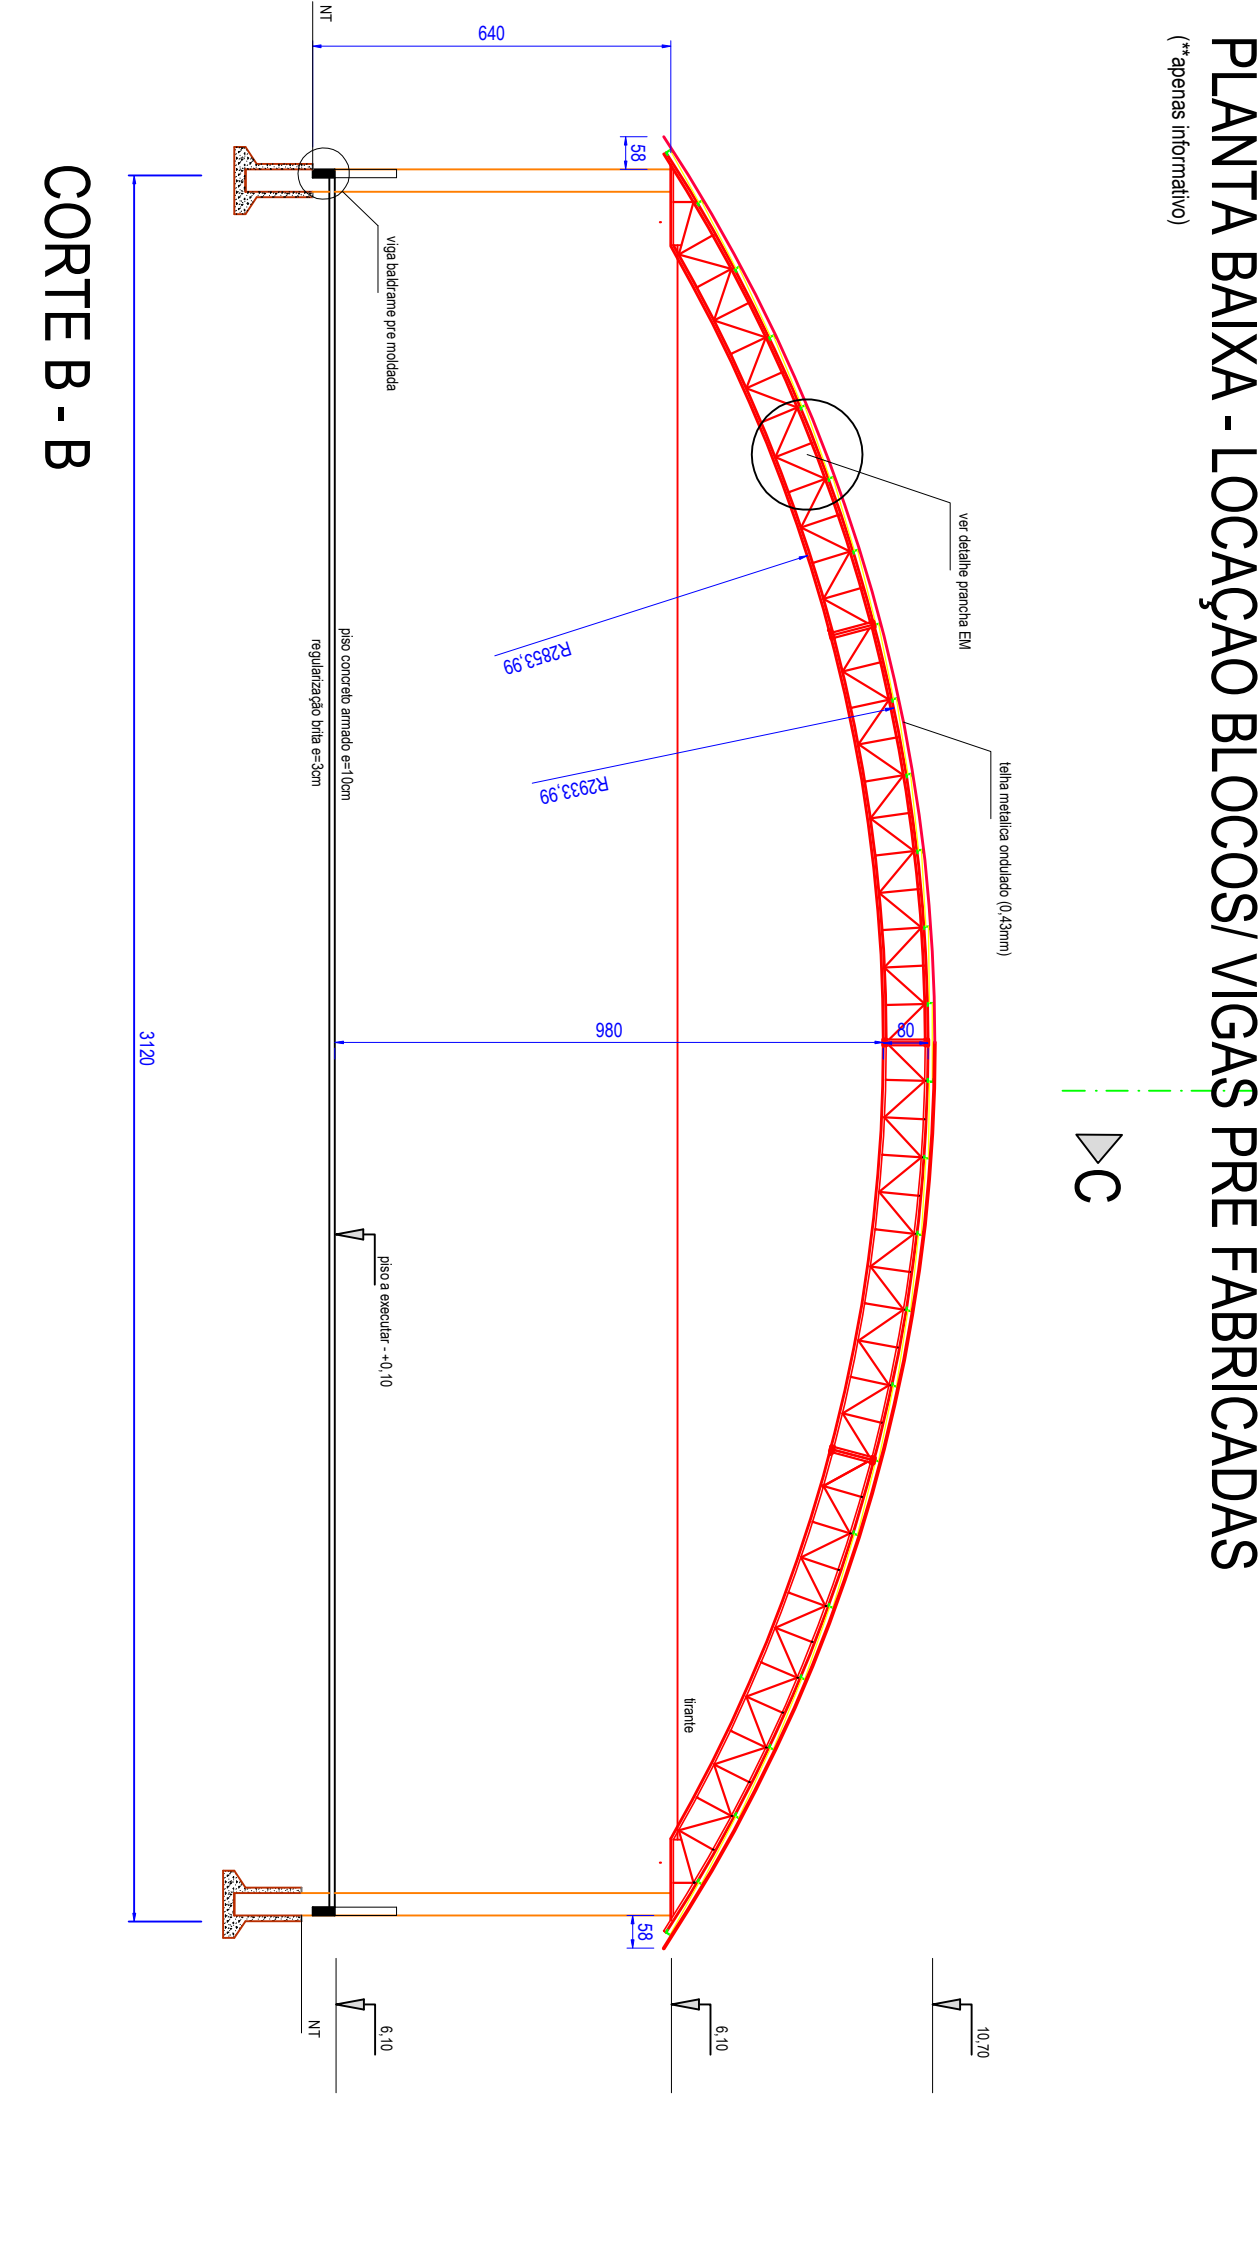 PLANTA BAIXA - LOCAÇAO BLOCOS/ VIGAS PRE FABRICADAS
(**apenas informativo)
C
telha metalica ondulado (0,43mm)
ver detalhe prancha EM
10,70
80
980
R2933,99
R2853,99
640
NT
58
58
tirante
6,10
viga baldrame pre moldada
piso a executar - +0,10
6,10
piso concreto armado e=10cm
regularização brita e=3cm
NT
3120
CORTE B - B